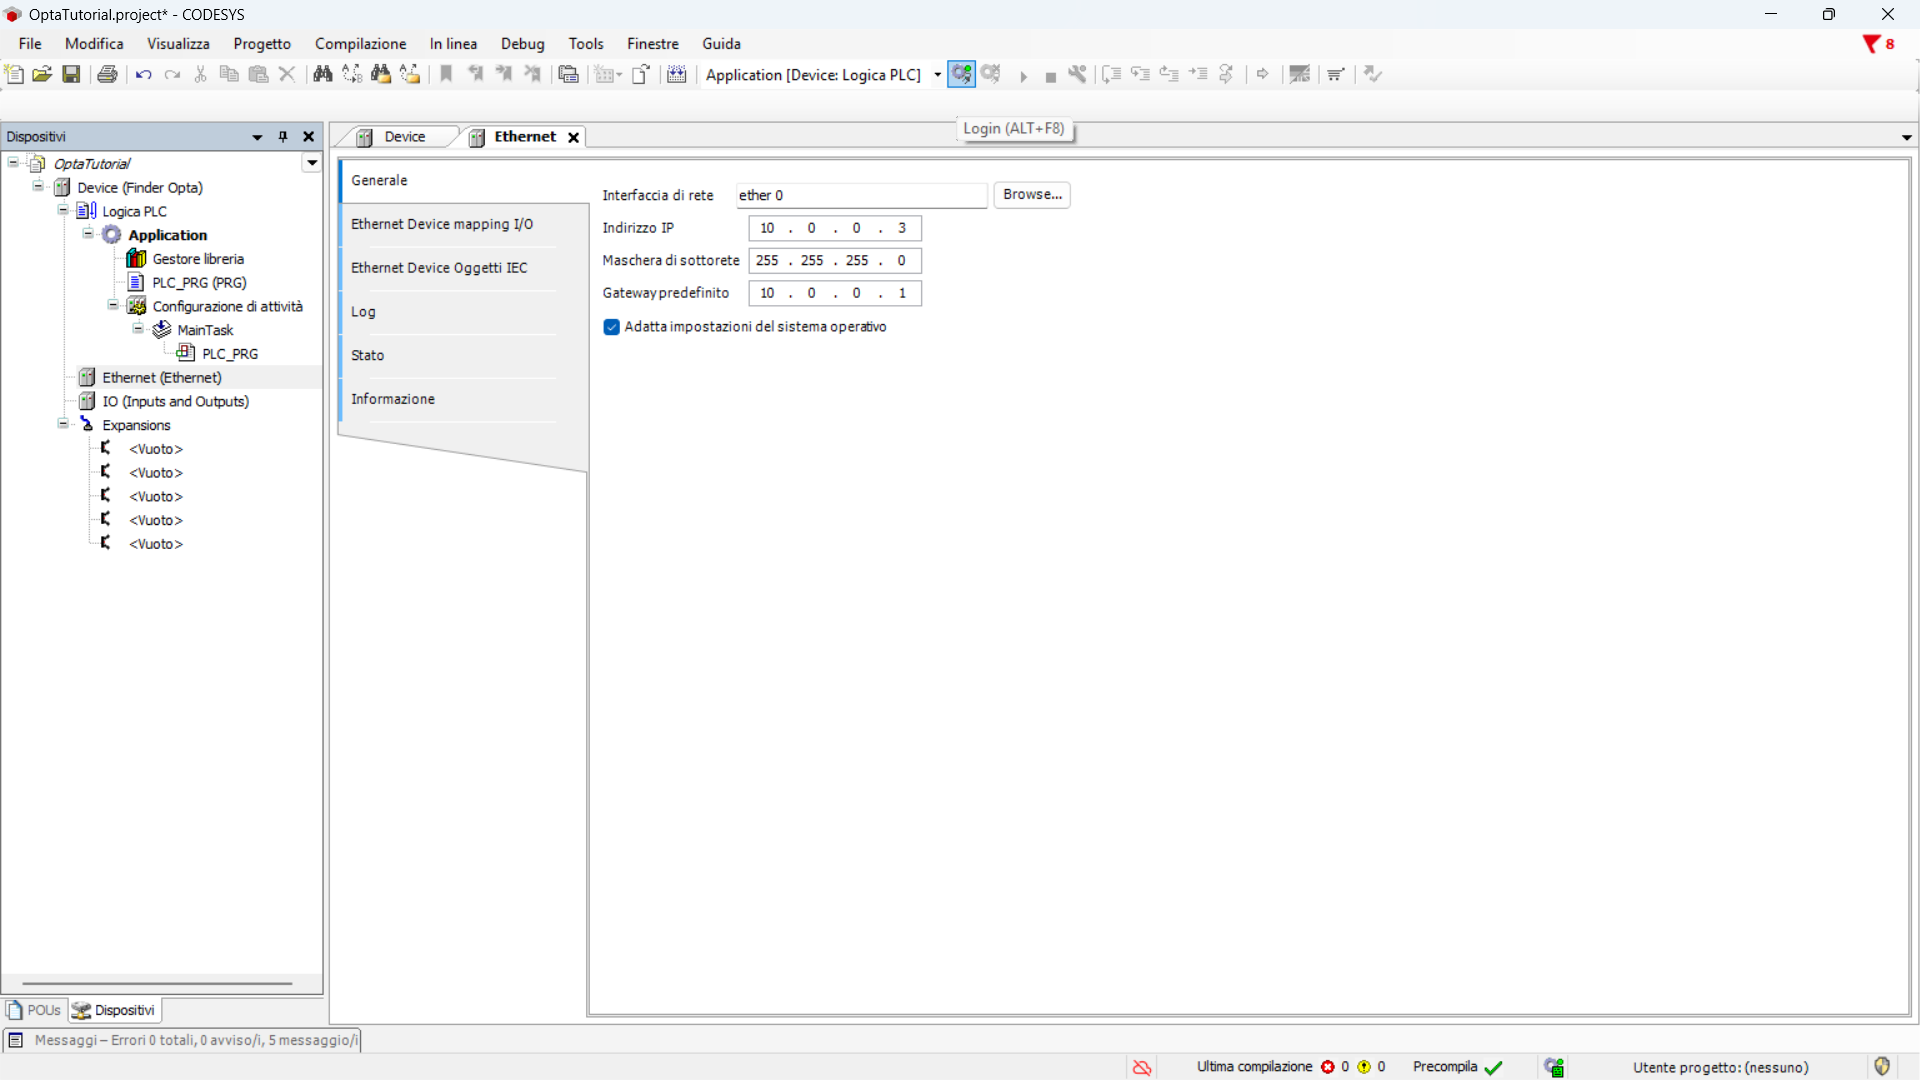 OptaTutorial.project* - CODESYS
File Modifica Visualizza Progetto Compilazione In linea Debug Tools Finestre Guida
8
Application [Device: Logica PLC]
Login (ALT+F8)
Dispositivi
OptaTutorial
Device (Finder Opta)
Logica PLC
Application
Gestore libreria
PLC_PRG (PRG)
Configurazione di attività
MainTask
PLC_PRG
Ethernet (Ethernet)
IO (Inputs and Outputs)
Expansions
<Vuoto>
<Vuoto>
<Vuoto>
<Vuoto>
<Vuoto>
POUs Dispositivi
Device Ethernet
Generale
Ethernet Device mapping I/O
Ethernet Device Oggetti IEC
Log
Stato
Informazione
Interfaccia di rete ether 0 Browse...
Indirizzo IP 10 . 0 . 0 . 3
Maschera di sottorete 255 . 255 . 255 . 0
Gateway predefinito 10 . 0 . 0 . 1
Adatta impostazioni del sistema operativo
Messaggi – Errori 0 totali, 0 avviso/i, 5 messaggio/i
Ultima compilazione 0 0 Precompila Utente progetto: (nessuno)